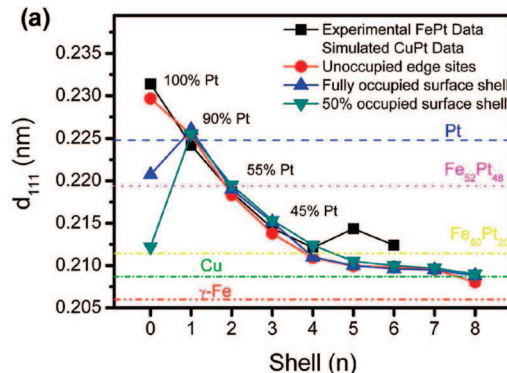 (a)
Experimental FePt Data
Simulated CuPt Data
Unoccupied edge sites
Fully occupied surface shell
50% occupied surface shell
100% Pt
90% Pt
55% Pt
45% Pt
Pt
Fe52Pt48
Fe80Pt20
Cu
γ-Fe
d111 (nm)
0.235
0.230
0.225
0.220
0.215
0.210
0.205
0 1 2 3 4 5 6 7 8
Shell (n)